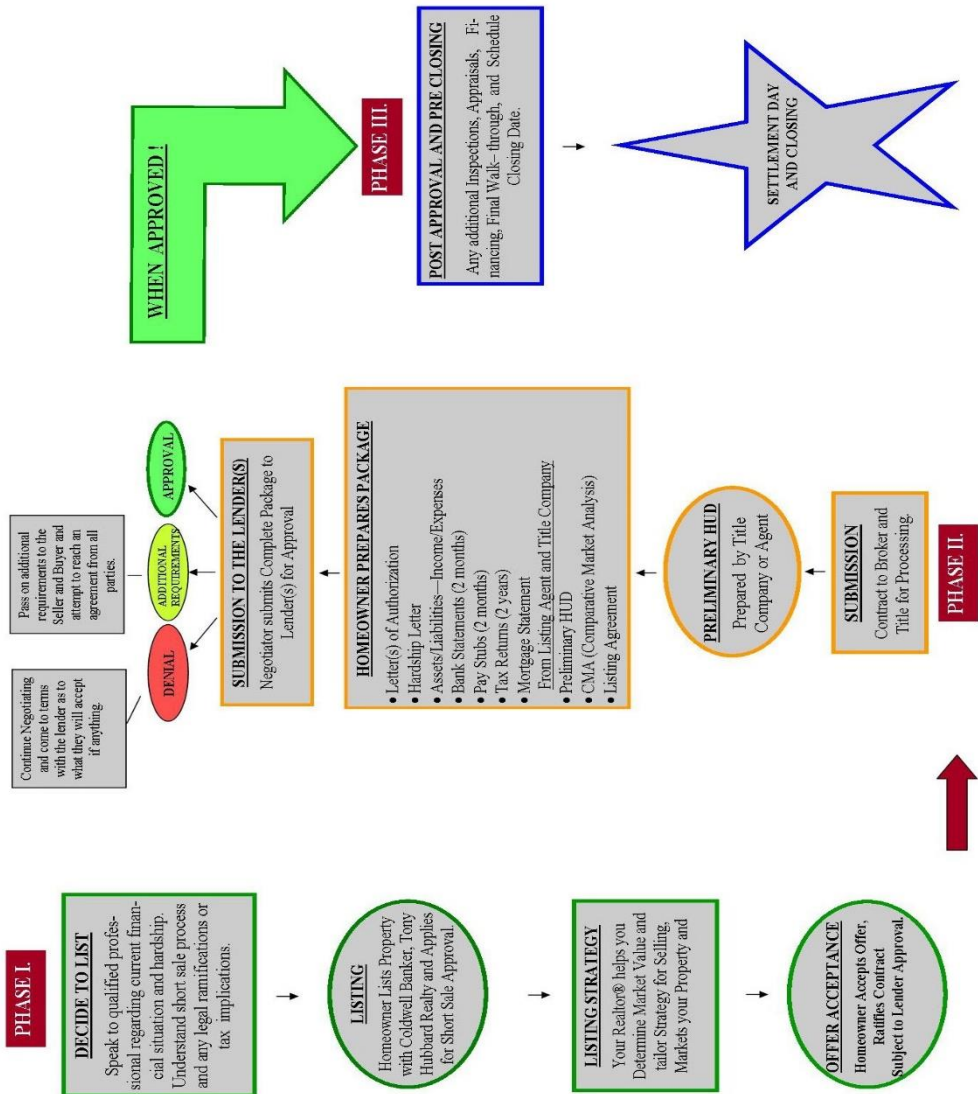 PHASE I.
DECIDE TO LIST
Speak to qualified profes-
sional regarding current finan-
cial situation and hardship.
Understand short sale process
and any legal ramifications or
tax implications.
LISTING
Homeowner Lists Property
with Coldwell Banker, Tony
Hubbard Realty and Applies
for Short Sale Approval.
LISTING STRATEGY
Your Realtor® helps you
Determine Market Value and
tailor Strategy for Selling,
Markets your Property and
OFFER ACCEPTANCE
Homeowner Accepts Offer,
Ratifies Contract
Subject to Lender Approval.
PHASE II.
SUBMISSION
Contract to Broker and
Title for Processing.
PRELIMINARY HUD
Prepared by Title
Company or Agent
HOMEOWNER PREPARES PACKAGE
• Letter(s) of Authorization
• Hardship Letter
• Assets/Liabilities—Income/Expenses
• Bank Statements (2 months)
• Pay Stubs (2 months)
• Tax Returns (2 years)
• Mortgage Statement
From Listing Agent and Title Company
• Preliminary HUD
• CMA (Comparative Market Analysis)
• Listing Agreement
SUBMISSION TO THE LENDER(S)
Negotiator submits Complete Package to
Lender(s) for Approval
DENIAL
ADDITIONAL
REQUIREMENTS
APPROVAL
Continue Negotiating
and come to terms
with the lender as to
what they will accept
if anything.
Pass on additional
requirements to the
Seller and Buyer and
attempt to reach an
agreement from all
parties.
WHEN APPROVED !
PHASE III.
POST APPROVAL AND PRE CLOSING
Any additional Inspections, Appraisals, Fi-
nancing, Final Walk– through, and Schedule
Closing Date.
SETTLEMENT DAY
AND CLOSING